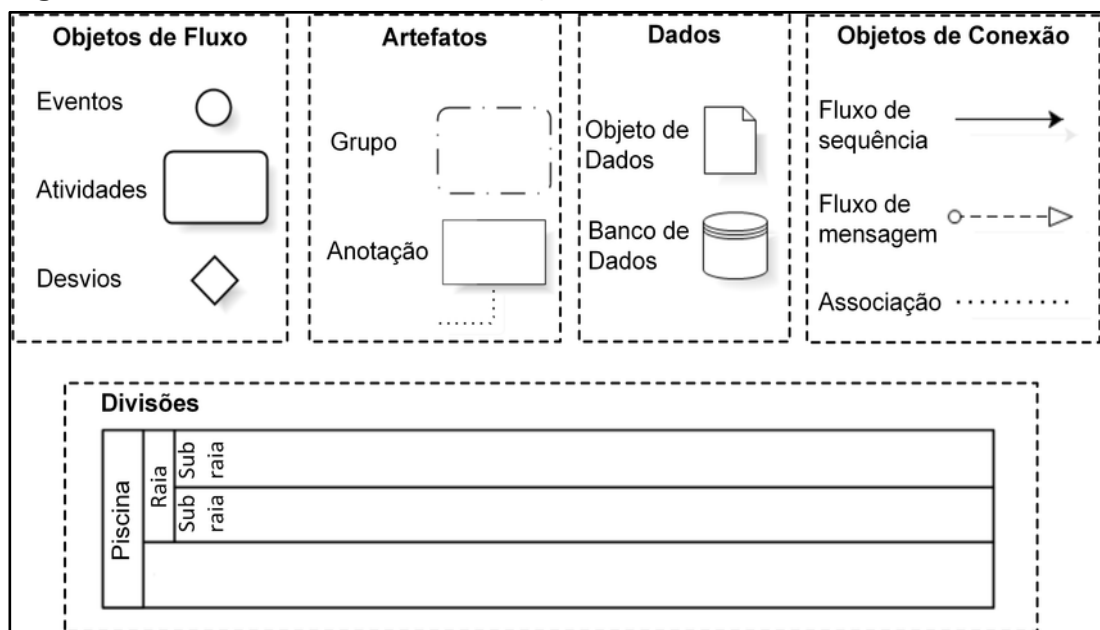 Objetos de Fluxo
Eventos
Atividades
Desvios
Artefatos
Grupo
Anotação
Dados
Objeto de
Dados
Banco de
Dados
Objetos de Conexão
Fluxo de
sequência
Fluxo de
mensagem
Associação
Divisões
Piscina
Raia
Sub
raia
Sub
raia